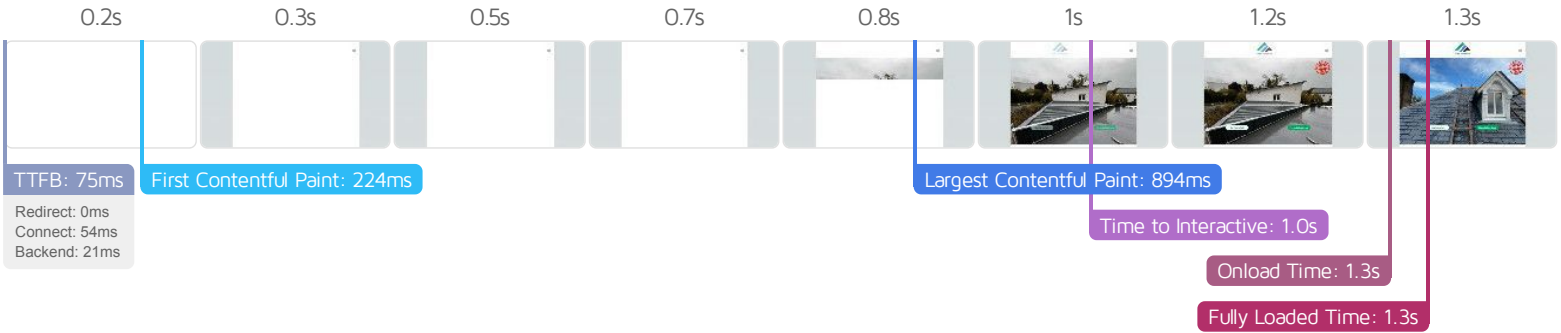 0.2s 0.3s 0.5s 0.7s 0.8s 1s 1.2s 1.3s
TTFB: 75ms
Redirect: 0ms
Connect: 54ms
Backend: 21ms
First Contentful Paint: 224ms
Largest Contentful Paint: 894ms
Time to Interactive: 1.0s
Onload Time: 1.3s
Fully Loaded Time: 1.3s